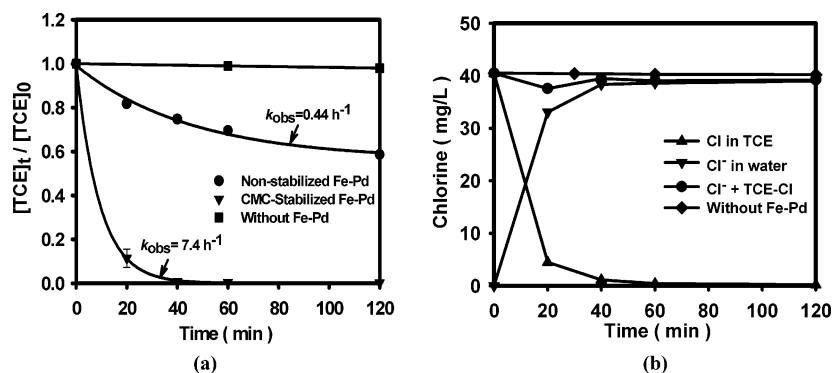 1.2
1.0
0.8
0.6
0.4
0.2
0.0
[TCE]t / [TCE]0
kobs=0.44 h-1
Non-stabilized Fe-Pd
CMC-Stabilized Fe-Pd
Without Fe-Pd
kobs= 7.4 h-1
0 20 40 60 80 100 120
Time ( min )
(a)
50
40
30
20
10
0
Chlorine ( mg/L )
Cl in TCE
Cl- in water
Cl- + TCE-Cl
Without Fe-Pd
0 20 40 60 80 100 120
Time ( min )
(b)